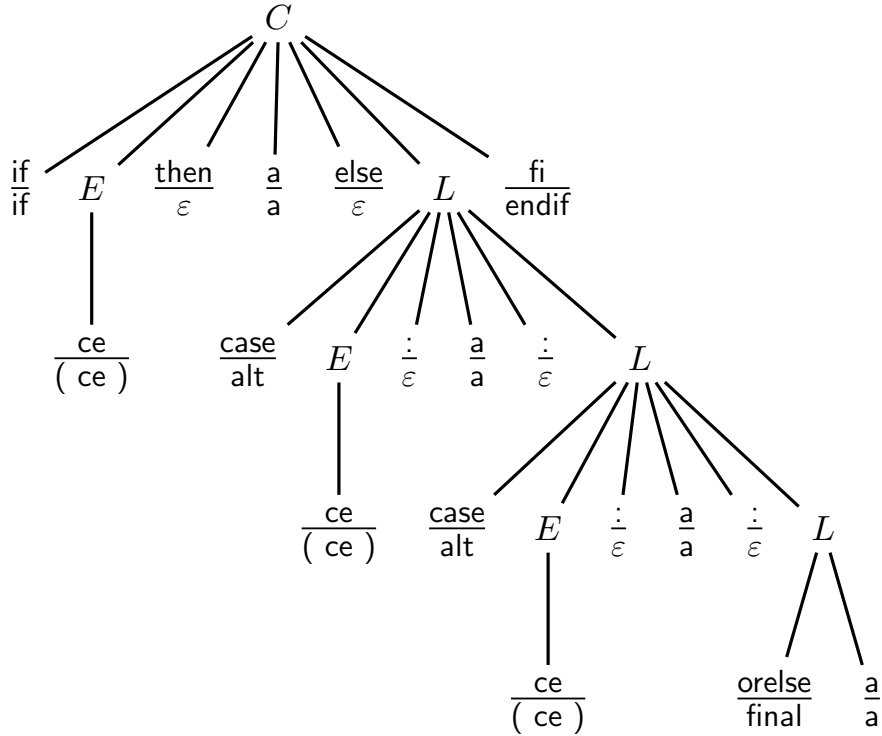 C
if then a else fi
if E ε a ε L endif
ce case : a :
( ce ) alt E ε a ε L
ce case : a :
( ce ) alt E ε a ε L
ce orelse a
( ce ) final a